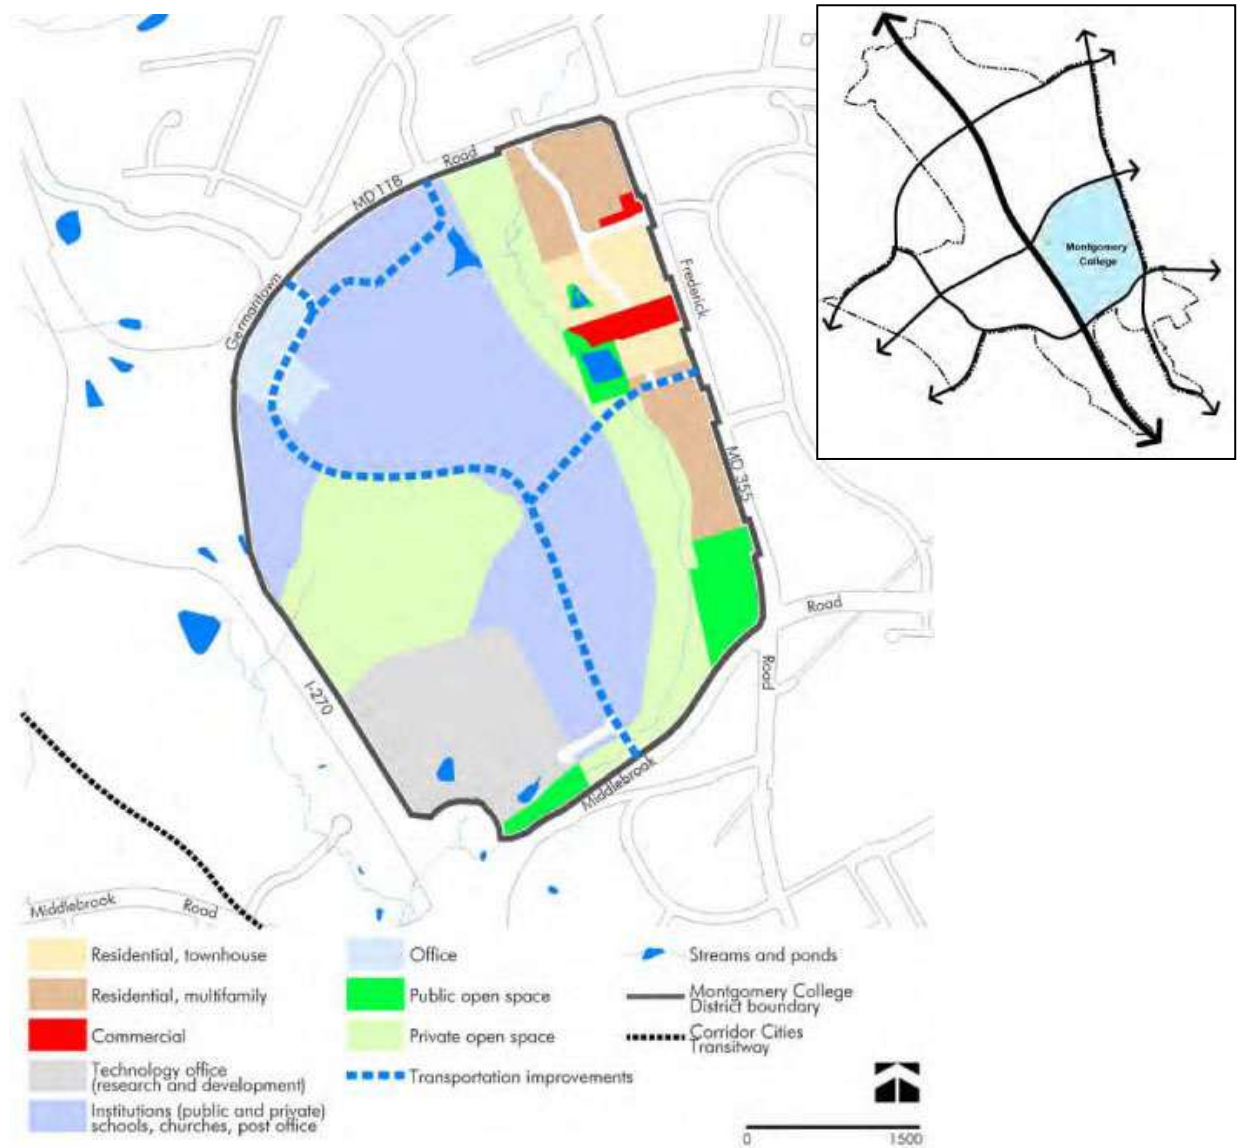 Montgomery
College
Road
MD 118
Germantown
Frederick
MD 355
Road
Road
I-270
Middlebrook
Middlebrook Road
Residential, townhouse
Residential, multifamily
Commercial
Technology office
(research and development)
Institutions (public and private)
schools, churches, post office
Office
Public open space
Private open space
Transportation improvements
Streams and ponds
Montgomery College
District boundary
Corridor Cities
Transitway
0 1500